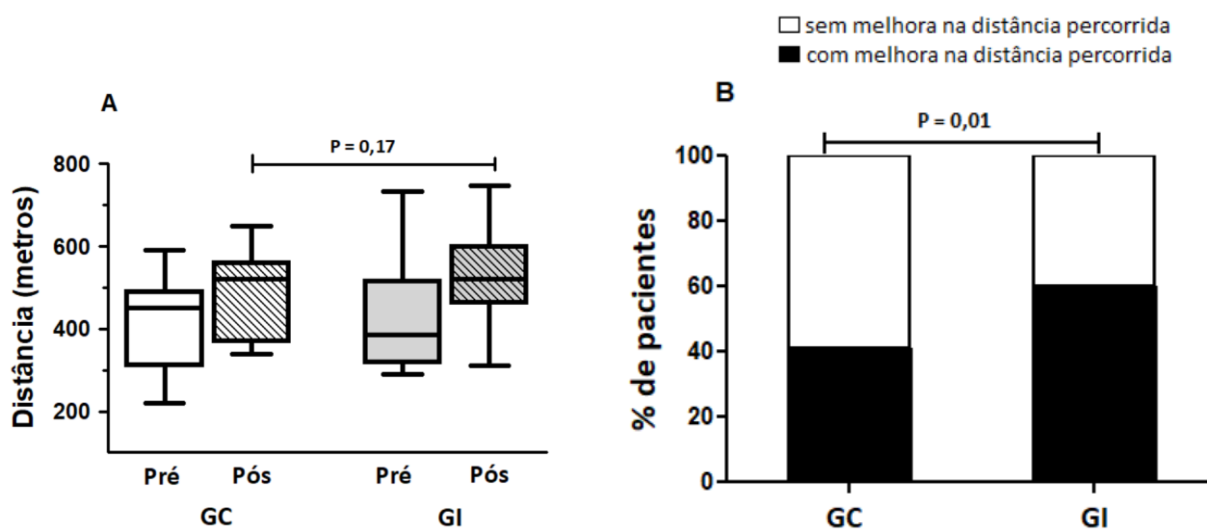 sem melhora na distância percorrida
com melhora na distância percorrida
A
P = 0,17
Distância (metros)
800
600
400
200
Pré
Pós
Pré
Pós
GC
GI
B
P = 0,01
% de pacientes
100
80
60
40
20
0
GC
GI